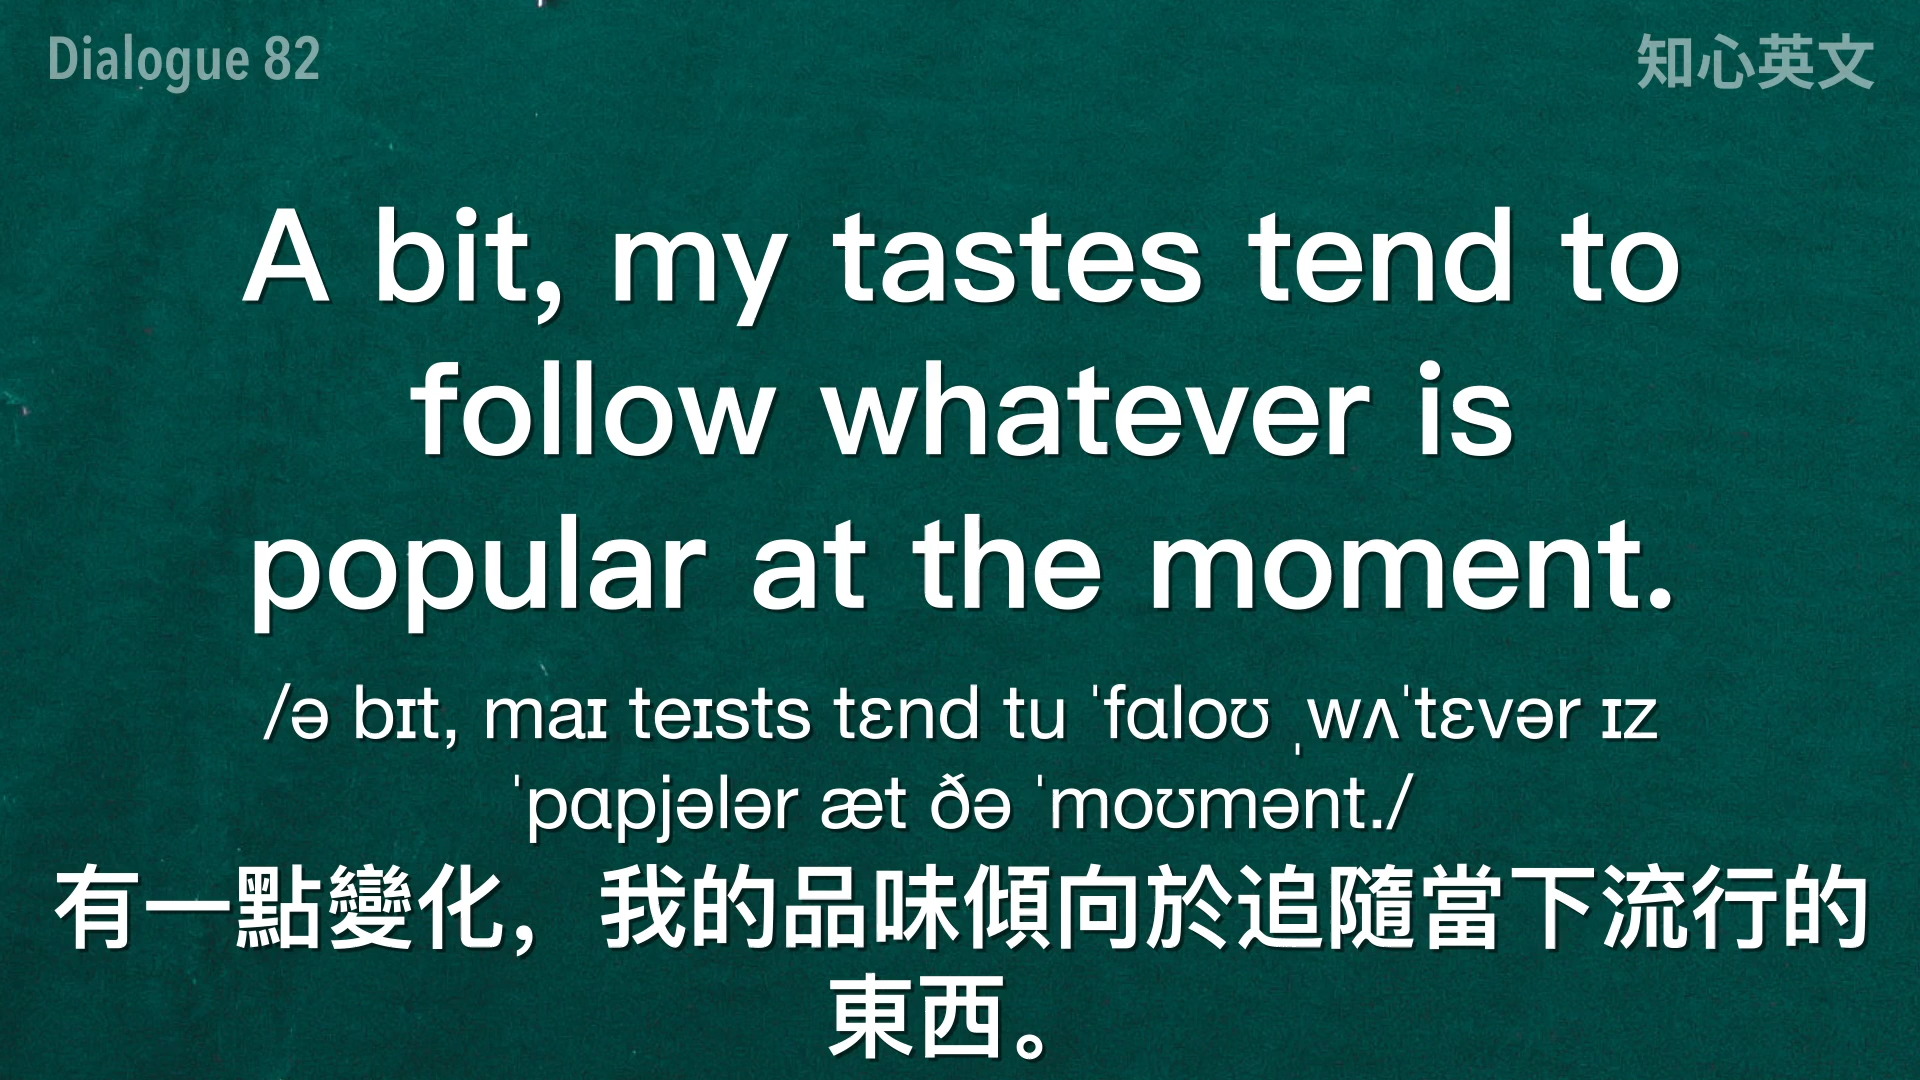 Dialogue 82
知心英文
A bit, my tastes tend to
follow whatever is
popular at the moment.
/ə bɪt, maɪ teɪsts tɛnd tu ˈfɑloʊ ˌwʌˈtɛvər ɪz
ˈpɑpjələr æt ðə ˈmoʊmənt./
有一點變化，我的品味傾向於追隨當下流行的
東西。